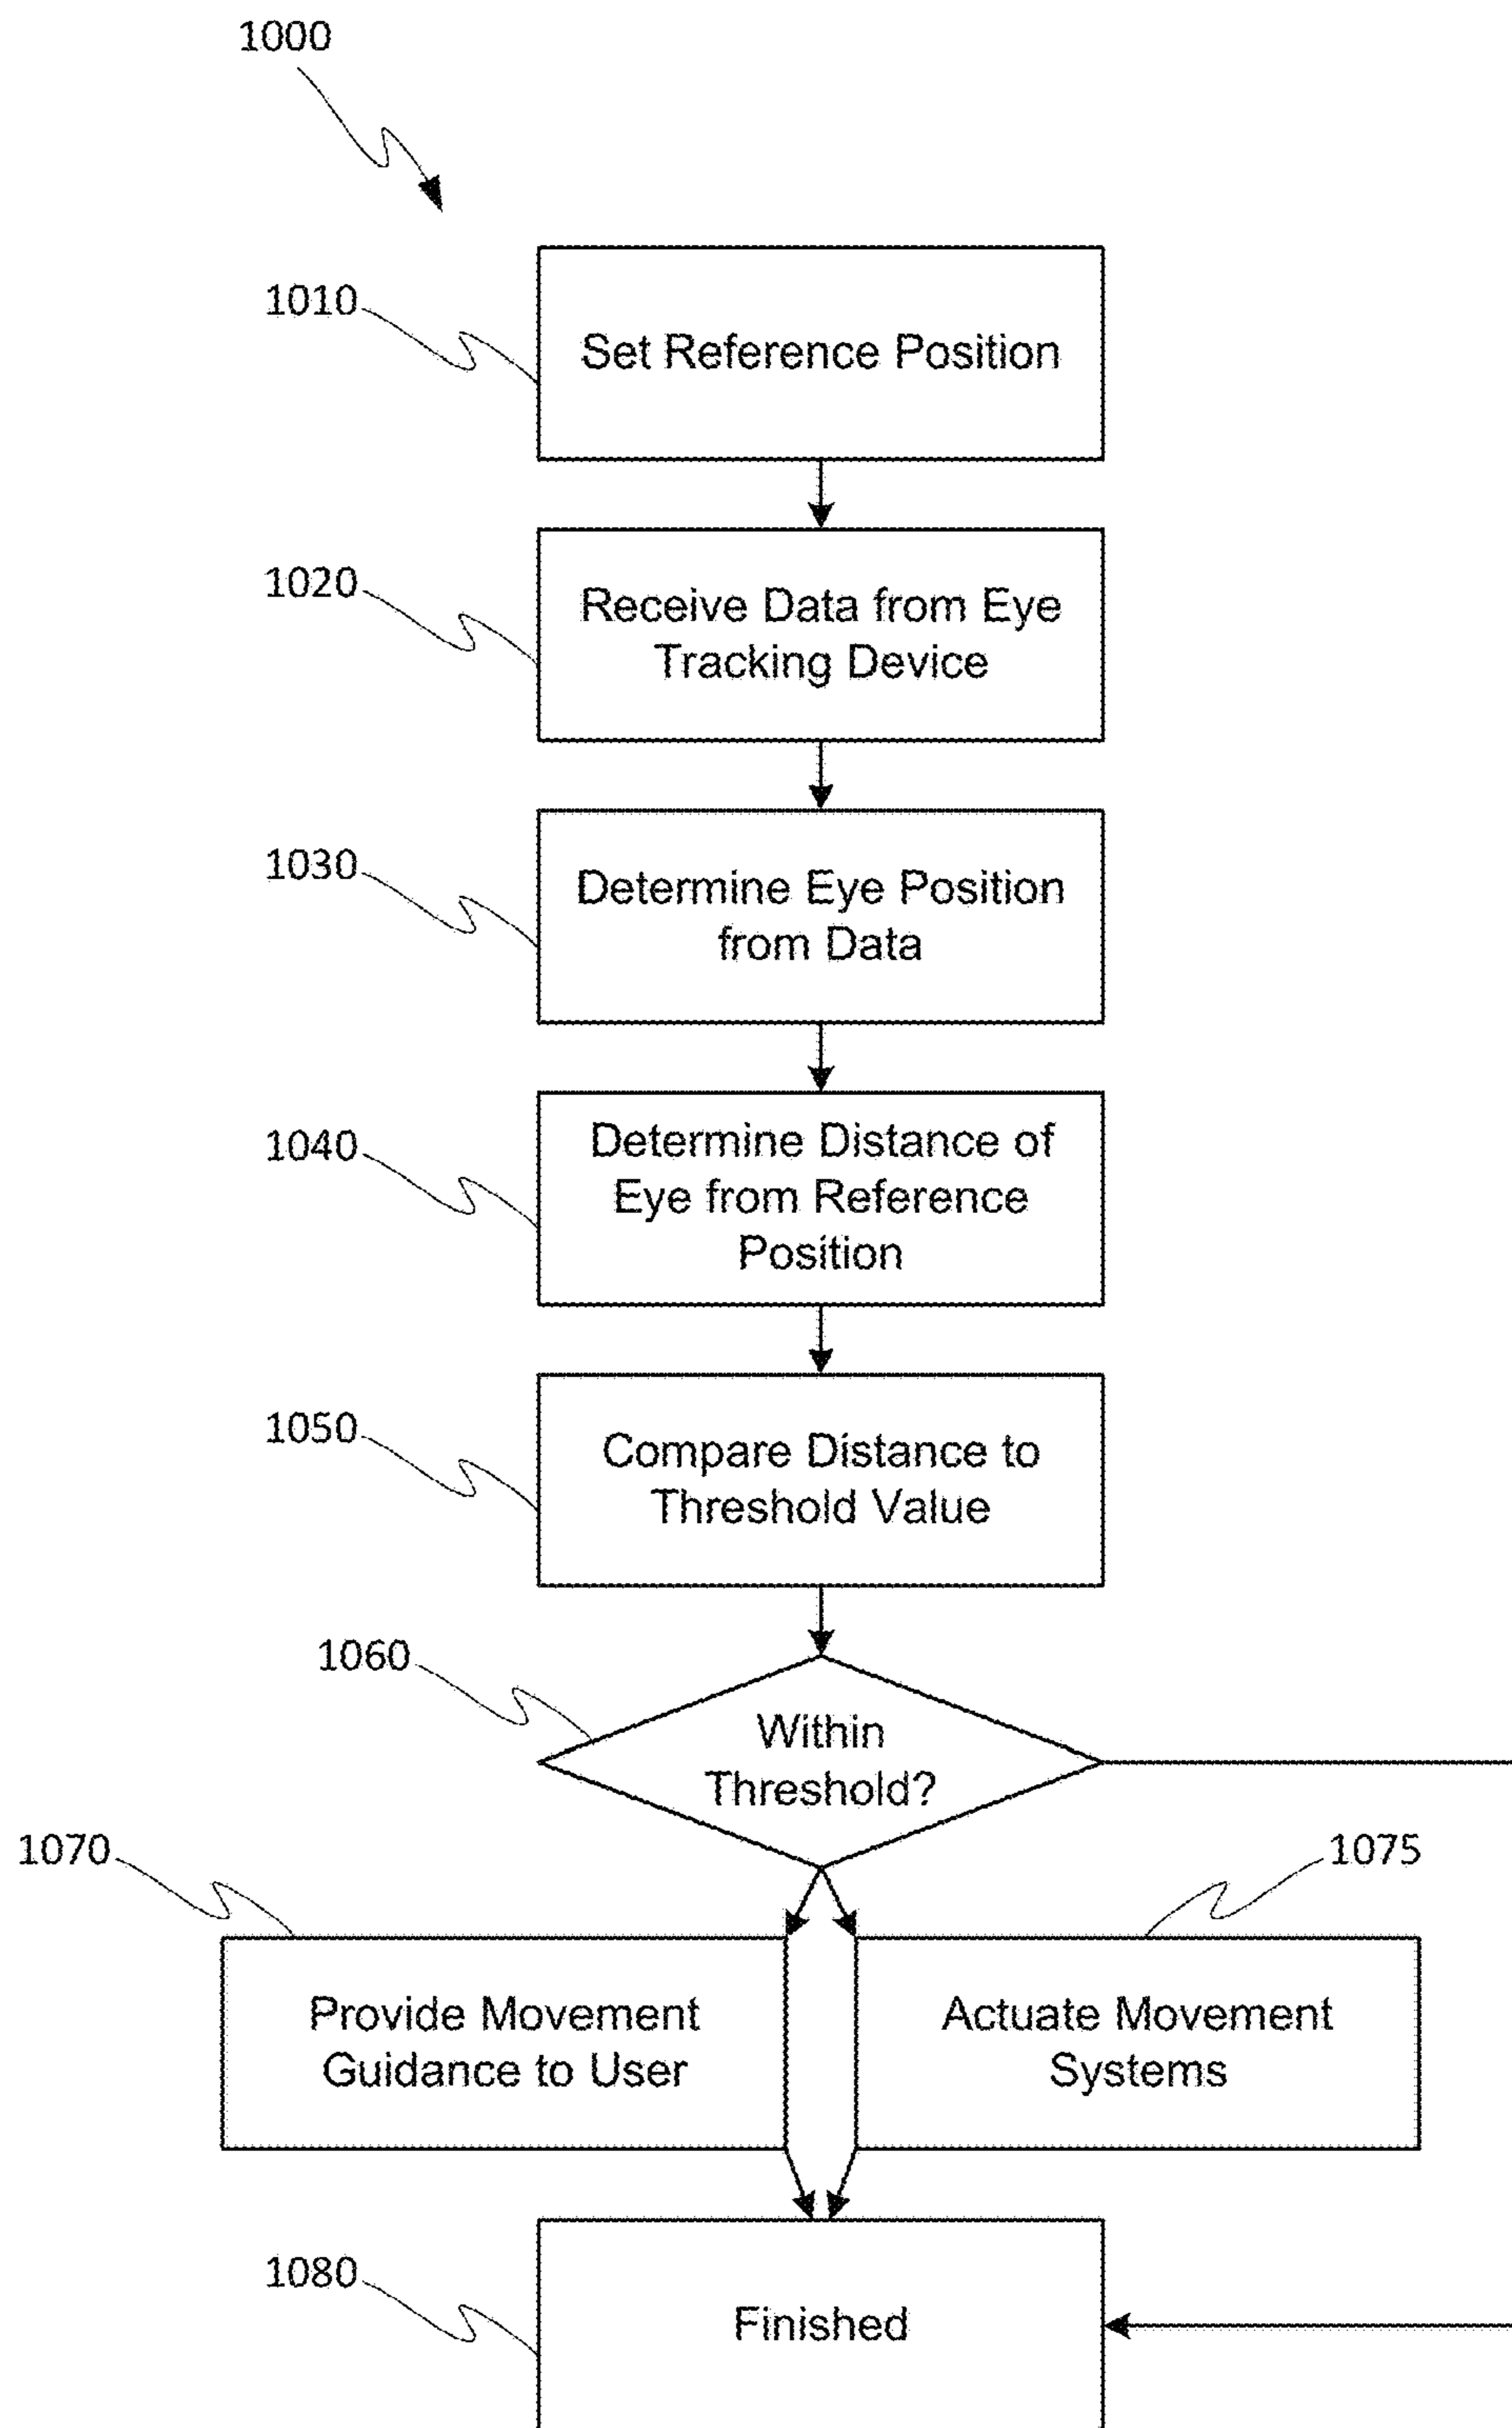 1000
1010
Set Reference Position
1020
Receive Data from Eye
Tracking Device
1030
Determine Eye Position
from Data
1040
Determine Distance of
Eye from Reference
Position
1050
Compare Distance to
Threshold Value
1060
Within
Threshold?
1070
1075
Provide Movement
Guidance to User
Actuate Movement
Systems
1080
Finished